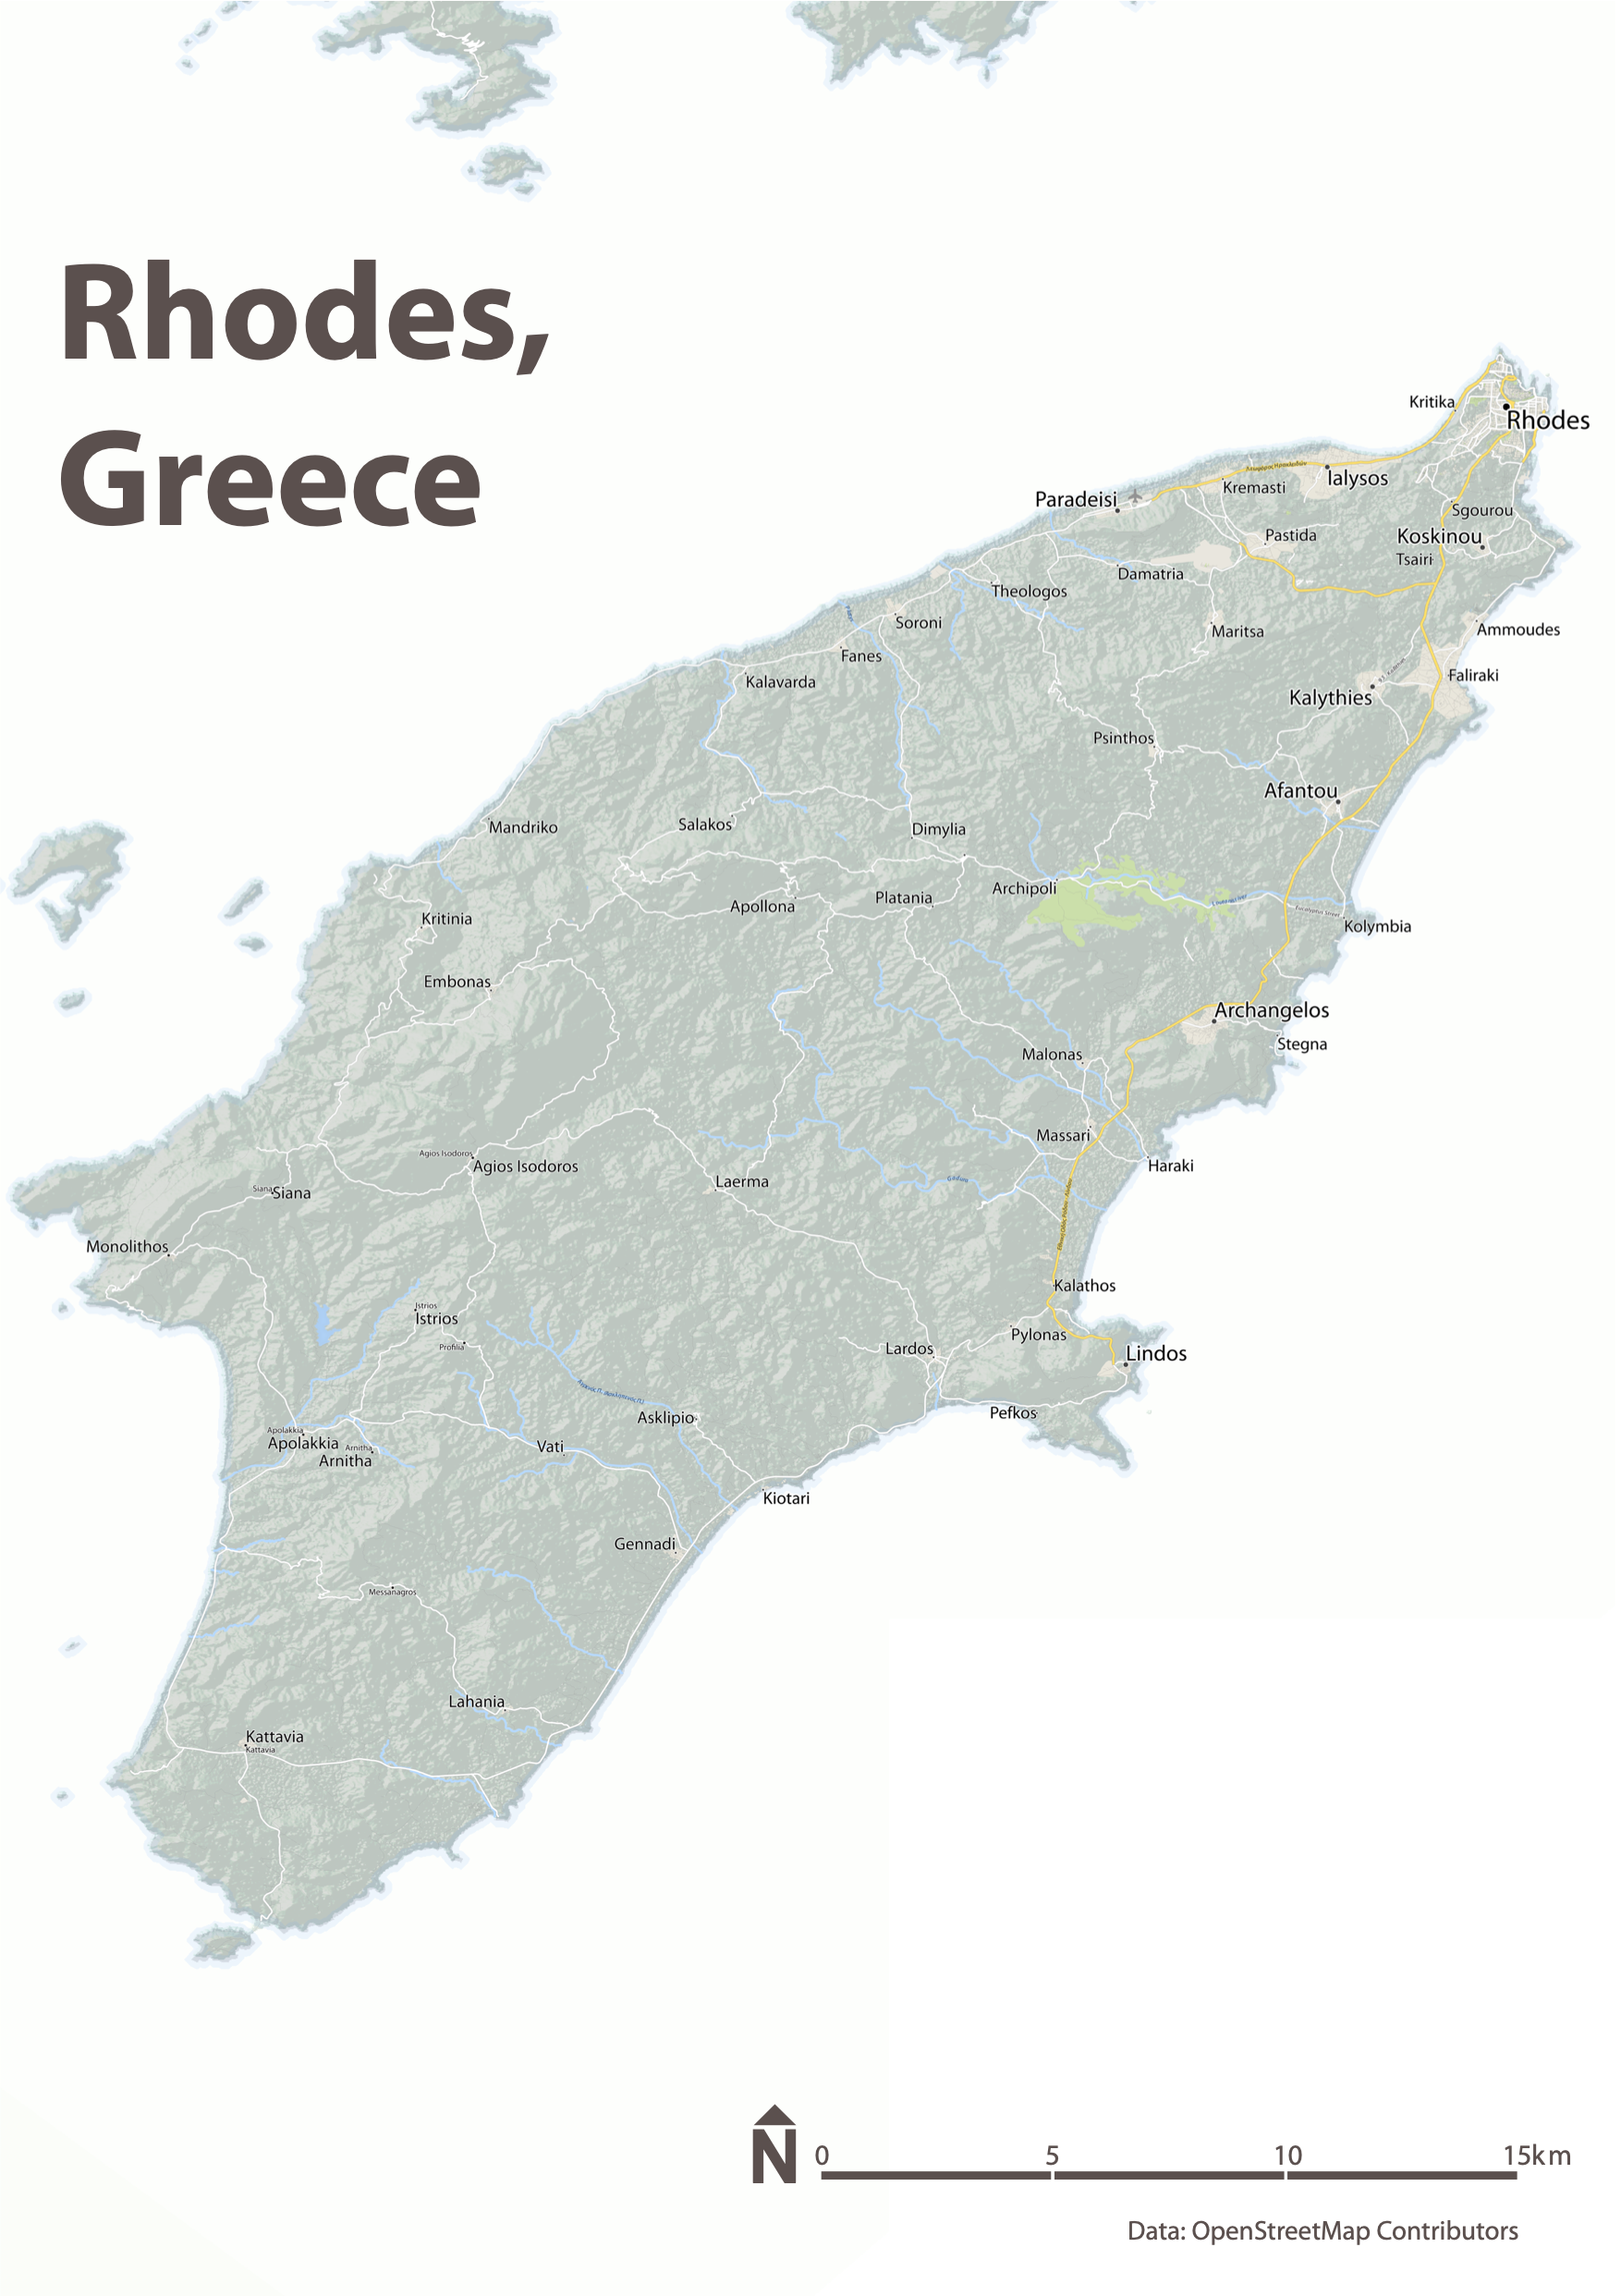 Rhodes,
Greece
Kritika
Rhodes
Λεωφόρος Ηρακλειδών
Ialysos
Kremasti
Paradeisi
Sgourou
Pastida
Koskinou
Tsairi
Damatria
Theologos
Soroni
Maritsa
Ammoudes
Fanes
Faliraki
Kalavarda
Kalythies
Psinthos
Afantou
Mandriko
Salakos
Dimylia
Archipoli
Platania
Apollona
Kritinia
Kolymbia
Embonas
Archangelos
Stegna
Malonas
Massari
Agios Isodoros
Agios Isodoros
Haraki
Laerma
Siana
Siana
Monolithos
Kalathos
Istrios
Istrios
Pylonas
Profilia
Lardos
Lindos
Pefkos
Asklipio
Apolakkia
Apolakkia
Arnitha
Arnitha
Vati
Kiotari
Gennadi
Messanagros
Lahania
Kattavia
Kattavia
N
0 5 10 15km
Data: OpenStreetMap Contributors